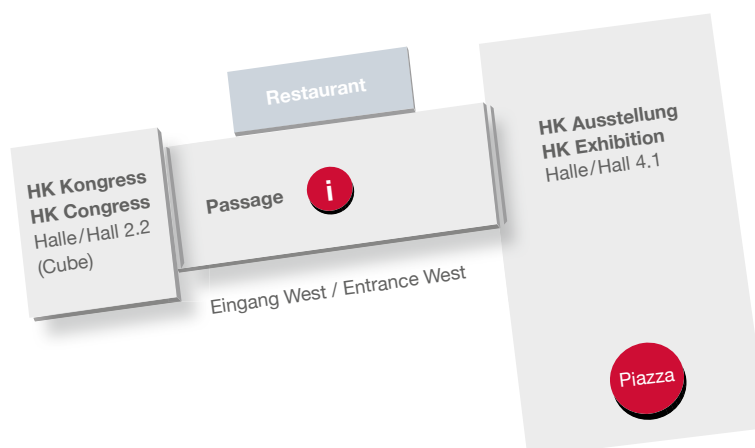 Restaurant
HK Kongress
HK Congress
Halle/Hall 2.2
(Cube)
Passage
i
HK Ausstellung
HK Exhibition
Halle/Hall 4.1
Eingang West / Entrance West
Piazza